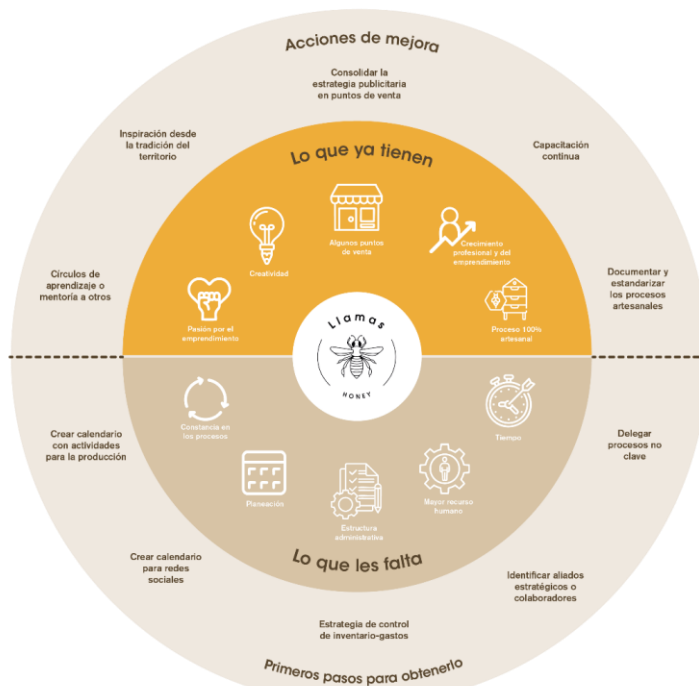 Acciones de mejora
Consolidar la
estrategia publicitaria
en puntos de venta
Inspiración desde
la tradición del
territorio
Capacitación
continua
Círculos de
aprendizaje o
mentoría a otros
Documentar y
estandarizar
los procesos
artesanales
Lo que ya tienen
Algunos puntos
de venta
Creatividad
Crecimiento
profesional y del
emprendimiento
Pasión por el
emprendimiento
Proceso 100%
artesanal
Llamas
HONEY
Constancia en
los procesos
Tiempo
Planeación
Mayor recurso
humano
Estructura
administrativa
Lo que les falta
Crear calendario
con actividades
para la producción
Delegar
procesos no
clave
Crear calendario
para redes
sociales
Identificar aliados
estratégicos o
colaboradores
Estrategia de control
de inventario-gastos
Primeros pasos para obtenerlo